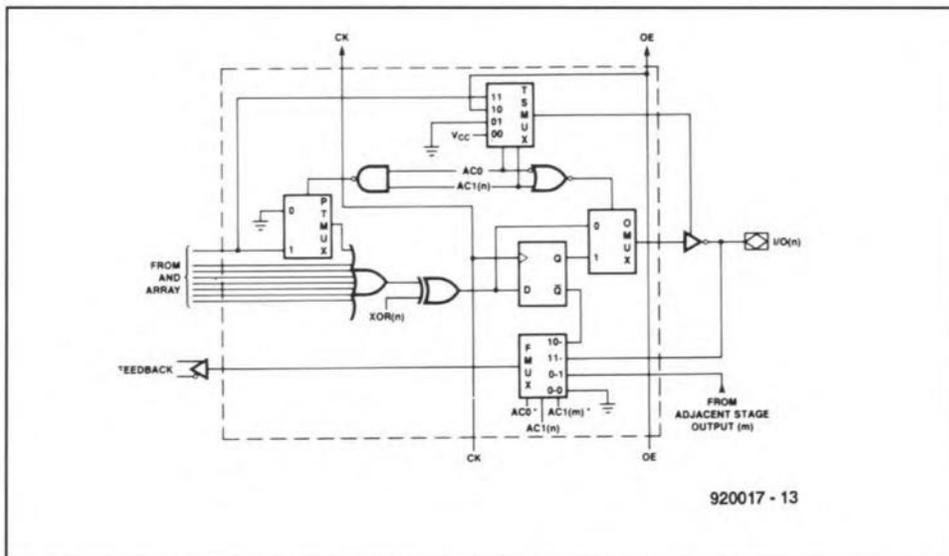 CK
OE
11
10
01
00
T
S
M
U
X
VCC
AC0
AC1(n)
P
T
M
U
X
0
1
0
1
O
M
U
X
I/O(n)
FROM
AND
ARRAY
Q
D
Q̅
XOR(n)
F
M
U
X
10-
11-
0-1
0-0
FEEDBACK
AC0*
AC1(n)
AC1(m)*
FROM
ADJACENT STAGE
OUTPUT (m)
CK
OE
920017 - 13